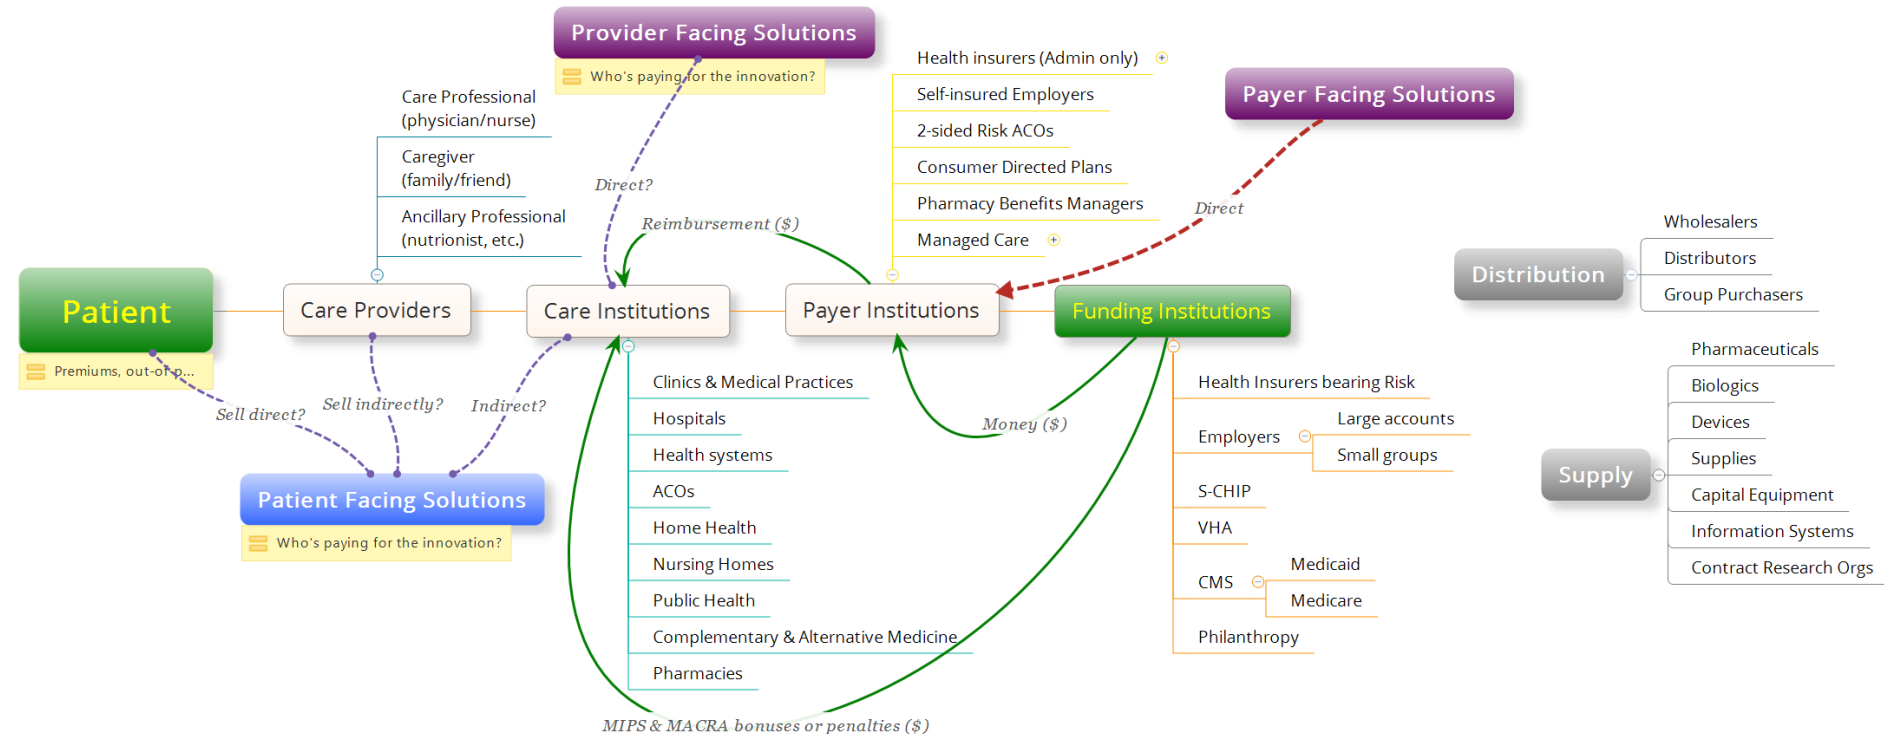 Provider Facing Solutions
Who's paying for the innovation?
Care Professional
(physician/nurse)
Caregiver
(family/friend)
Ancillary Professional
(nutrionist, etc.)
Direct?
Reimbursement ($)
Health insurers (Admin only)
Self-insured Employers
2-sided Risk ACOs
Consumer Directed Plans
Pharmacy Benefits Managers
Managed Care
Payer Facing Solutions
Direct
Patient
Premiums, out-of p...
Care Providers
Care Institutions
Payer Institutions
Funding Institutions
Sell direct?
Sell indirectly?
Indirect?
Money ($)
Patient Facing Solutions
Who's paying for the innovation?
Clinics & Medical Practices
Hospitals
Health systems
ACOs
Home Health
Nursing Homes
Public Health
Complementary & Alternative Medicine
Pharmacies
MIPS & MACRA bonuses or penalties ($)
Health Insurers bearing Risk
Employers
Large accounts
Small groups
S-CHIP
VHA
CMS
Medicaid
Medicare
Philanthropy
Distribution
Wholesalers
Distributors
Group Purchasers
Supply
Pharmaceuticals
Biologics
Devices
Supplies
Capital Equipment
Information Systems
Contract Research Orgs